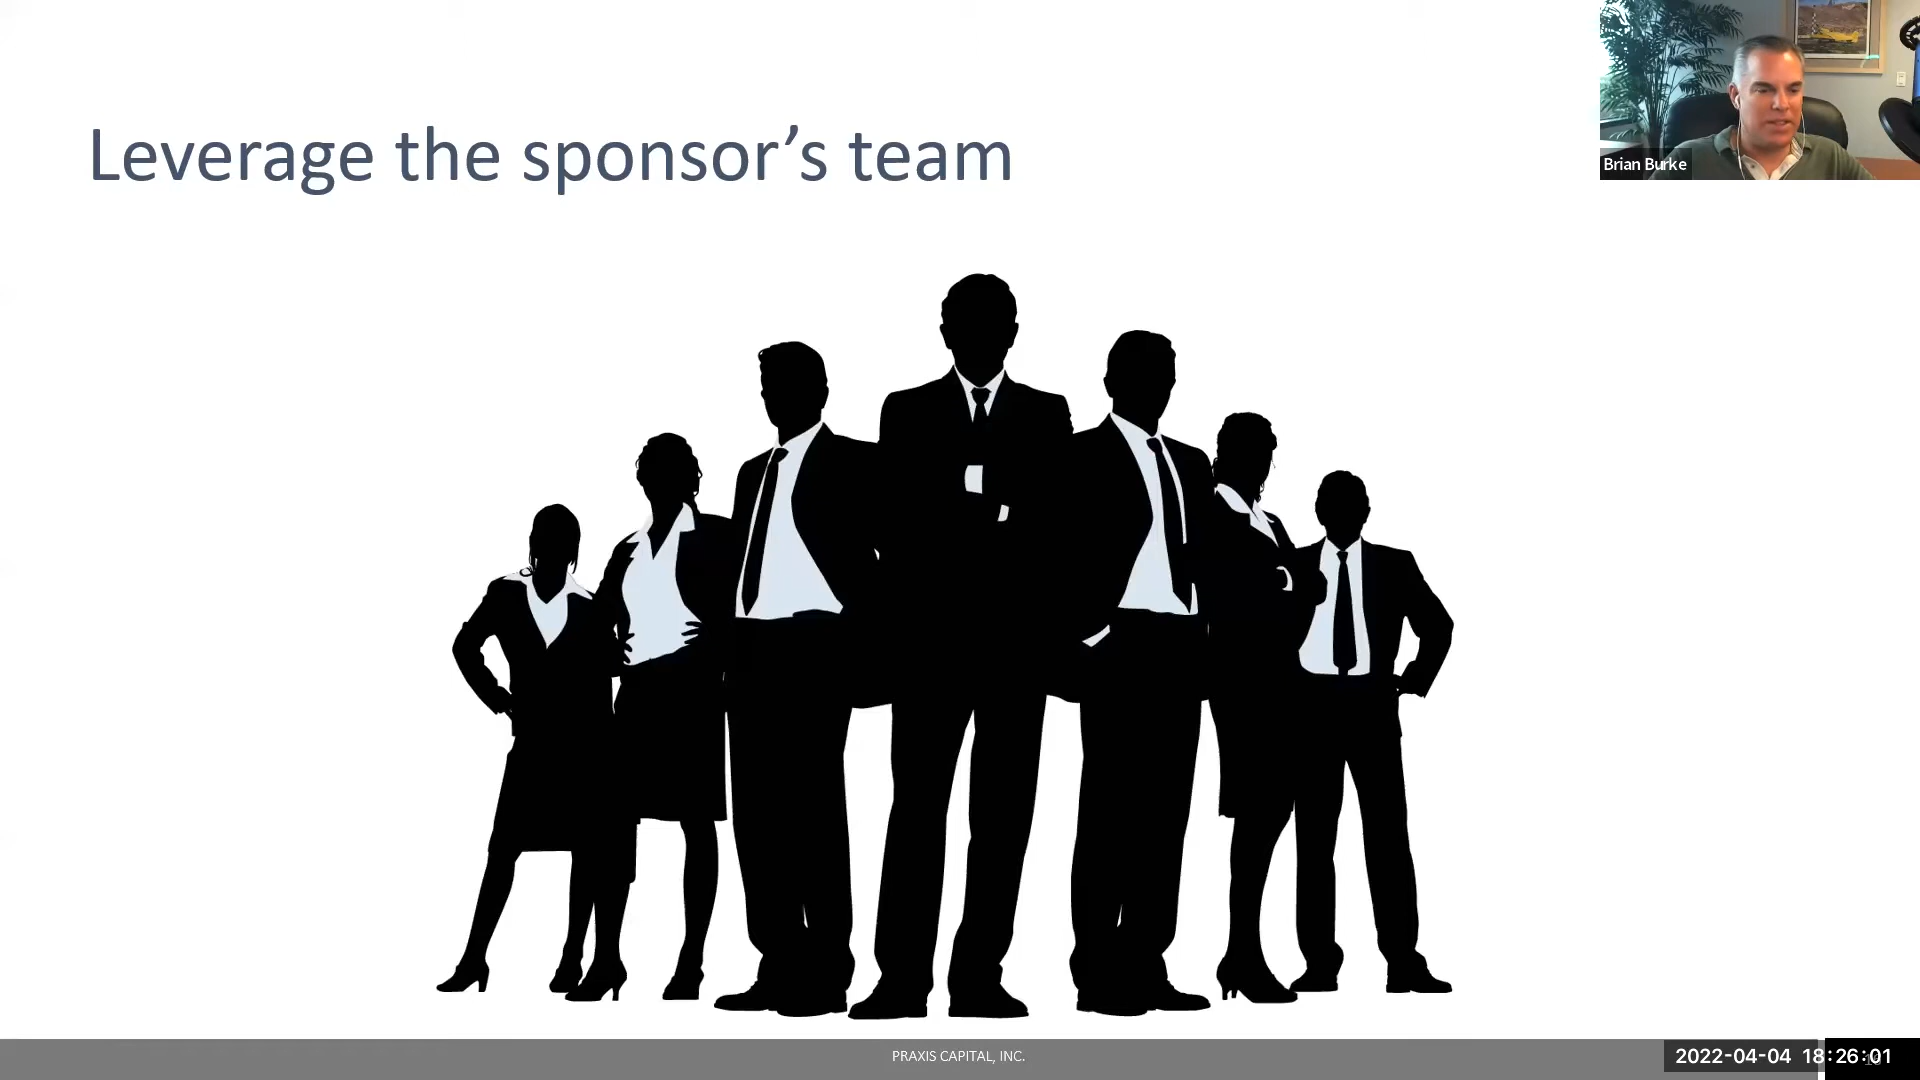 Leverage the sponsor’s team
Brian Burke
PRAXIS CAPITAL, INC.
2022-04-04 18:26:01